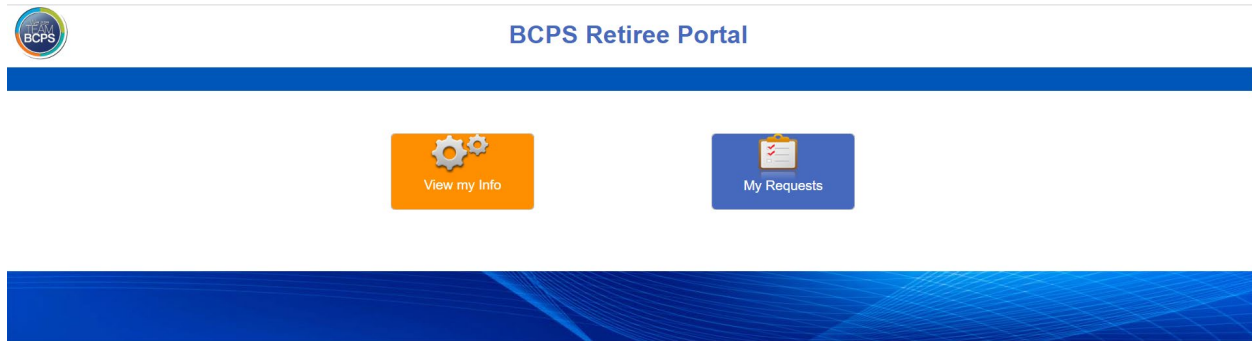 TEAM
BCPS
BCPS Retiree Portal
View my Info
My Requests